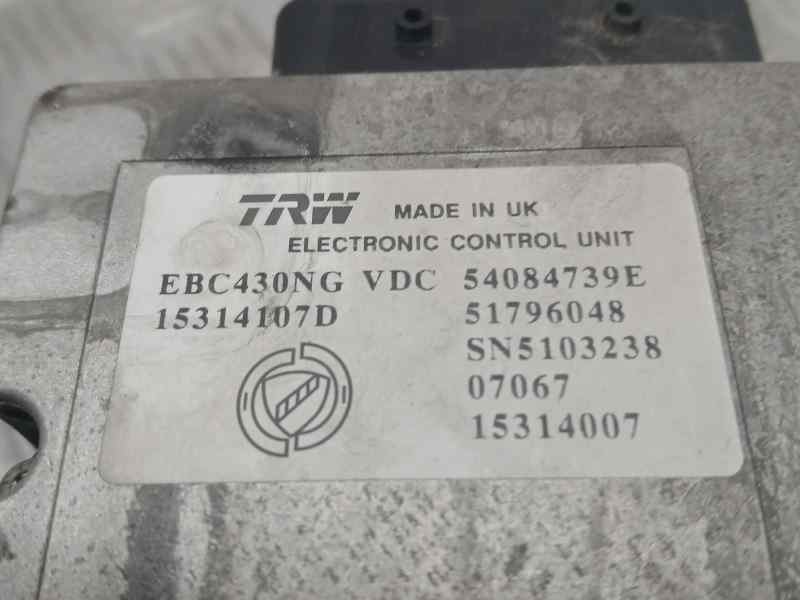 TRW MADE IN UK
ELECTRONIC CONTROL UNIT
EBC430NG VDC 54084739E
15314107D 51796048
SN5103238
07067
15314007